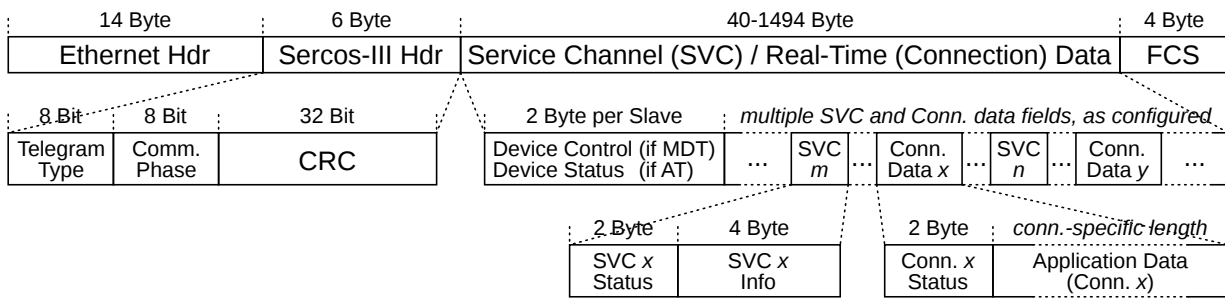 14 Byte 6 Byte 40-1494 Byte 4 Byte
Ethernet Hdr Sercos-III Hdr Service Channel (SVC) / Real-Time (Connection) Data FCS
8 Bit 8 Bit 32 Bit 2 Byte per Slave multiple SVC and Conn. data fields, as configured
Telegram Type Comm. Phase CRC Device Control (if MDT) Device Status (if AT) ... SVC m ... Conn. Data x ... SVC n ... Conn. Data y ...
2 Byte 4 Byte 2 Byte conn.-specific length
SVC x SVC x Conn. x Application Data
Status Info Status (Conn. x)